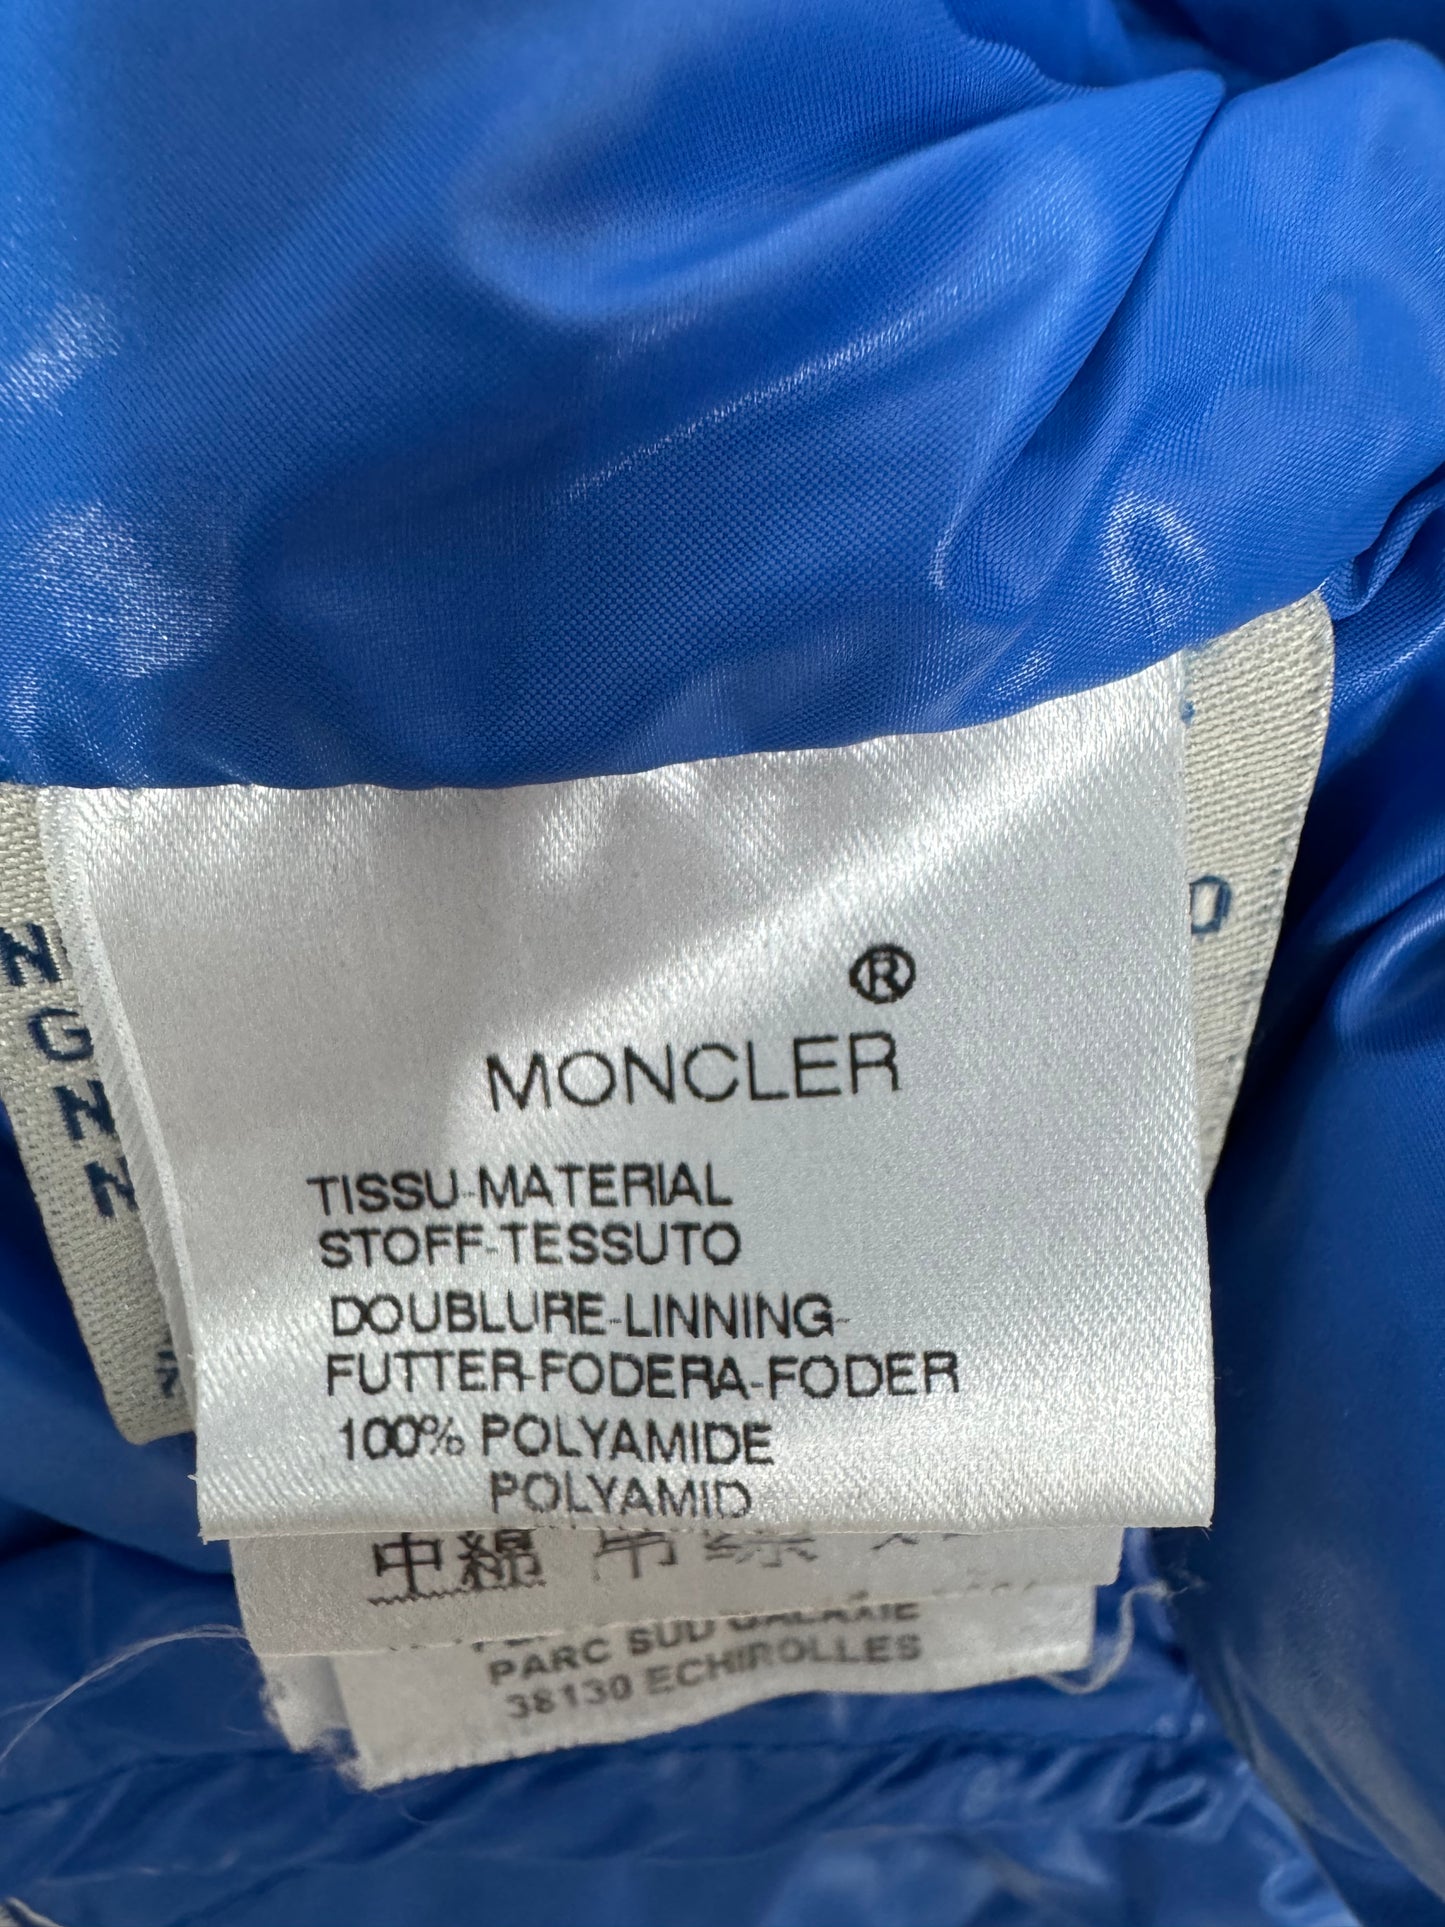 ®
MONCLER
TISSU-MATERIAL
STOFF-TESSUTO
DOUBLURE-LINNING-
FUTTER-FODERA-FODER
100% POLYAMIDE
POLYAMID
中綿
PARC SUD GALAXIE
38130 ECHIROLLES
N
G
N
N